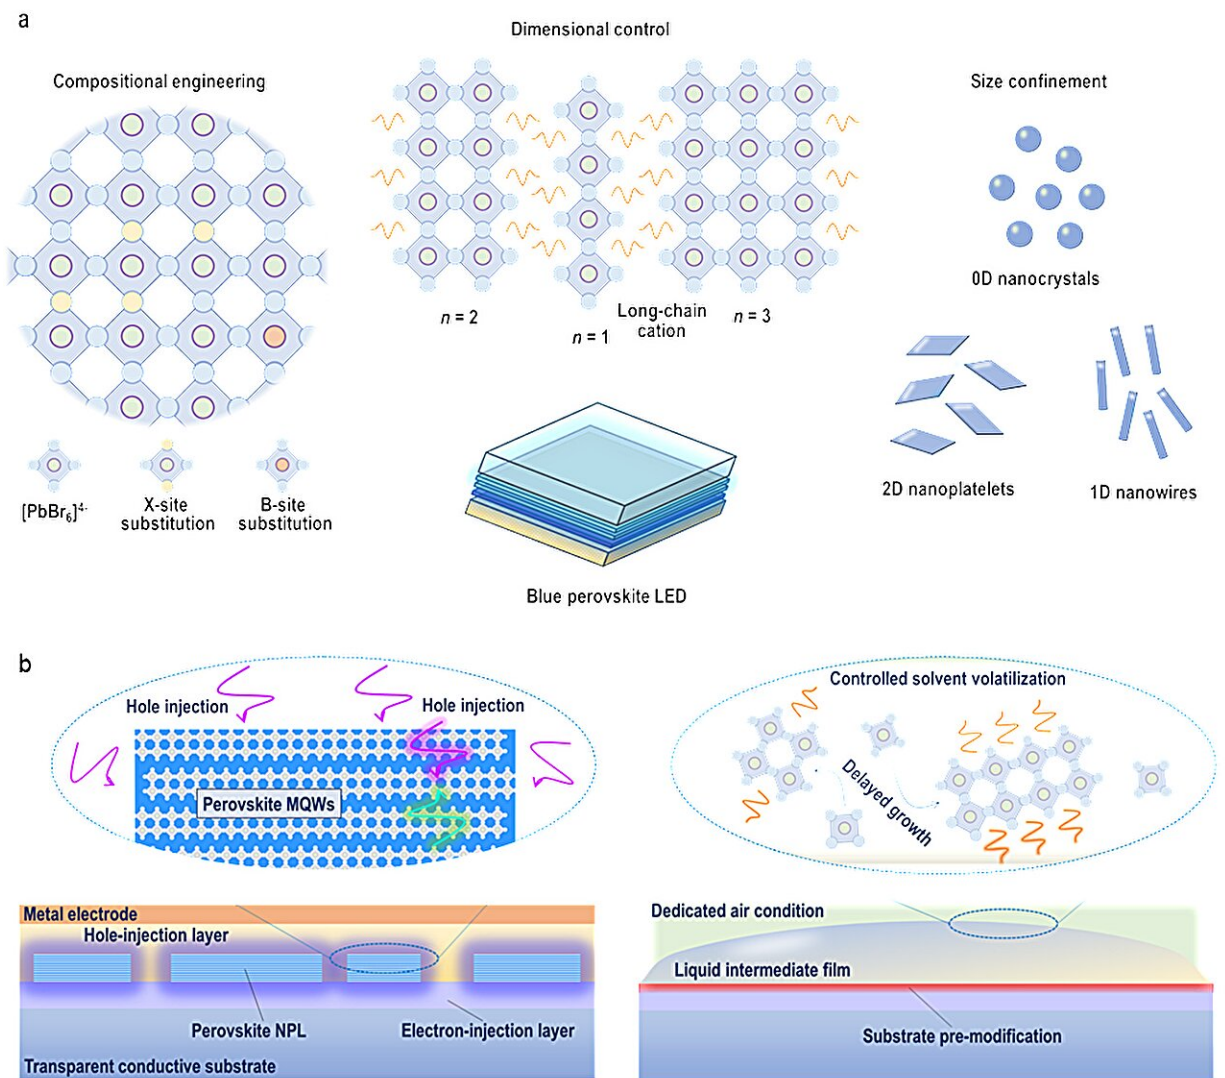 a
Dimensional control
Compositional engineering
Size confinement
0D nanocrystals
n = 2
n = 1
Long-chain
cation
n = 3
2D nanoplatelets
1D nanowires
[PbBr₆]⁴⁻
X-site
substitution
B-site
substitution
Blue perovskite LED
b
Hole injection
Hole injection
Perovskite MQWs
Controlled solvent volatilization
Delayed growth
Metal electrode
Hole-injection layer
Perovskite NPL
Electron-injection layer
Transparent conductive substrate
Dedicated air condition
Liquid intermediate film
Substrate pre-modification